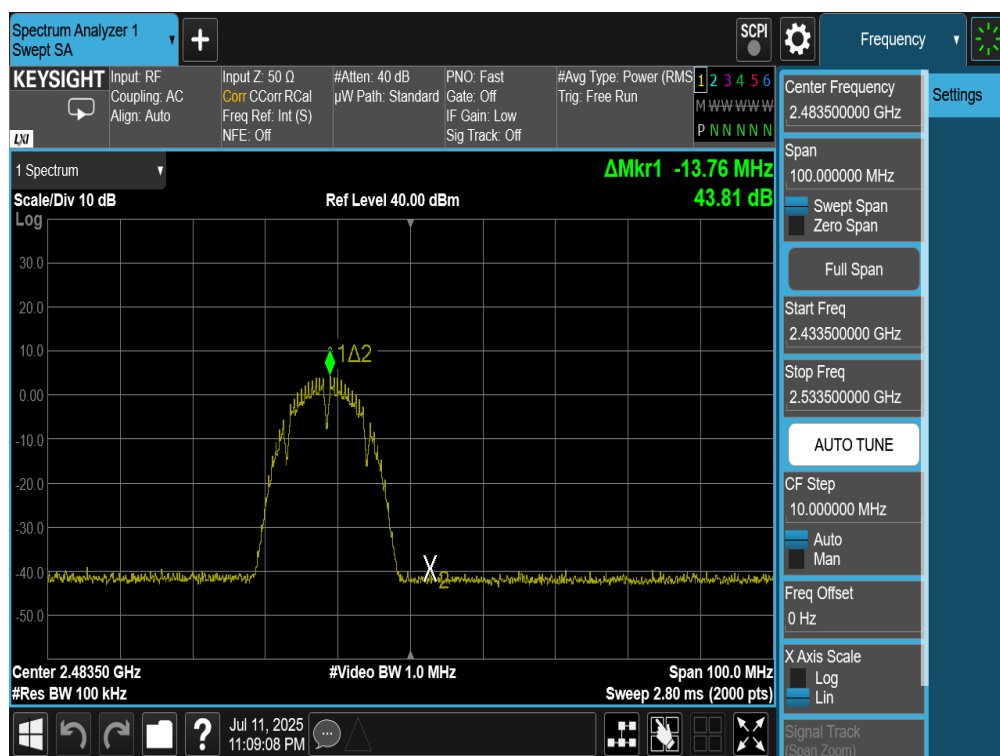 Spectrum Analyzer 1
Swept SA
SCPI
Frequency
KEYSIGHT
LXI
Input: RF
Coupling: AC
Align: Auto
Input Z: 50 Ω
Corr CCorr RCal
Freq Ref: Int (S)
NFE: Off
#Atten: 40 dB
µW Path: Standard
PNO: Fast
Gate: Off
IF Gain: Low
Sig Track: Off
#Avg Type: Power (RMS
Trig: Free Run
1 2 3 4 5 6
M W W W W W
P N N N N N
1 Spectrum
ΔMkr1 -13.76 MHz
43.81 dB
Scale/Div 10 dB
Ref Level 40.00 dBm
Log
30.0
20.0
10.0
0.00
-10.0
-20.0
-30.0
-40.0
-50.0
1Δ2
X2
Center 2.48350 GHz
#Video BW 1.0 MHz
Span 100.0 MHz
#Res BW 100 kHz
Sweep 2.80 ms (2000 pts)
Jul 11, 2025
11:09:08 PM
Center Frequency
2.483500000 GHz
Settings
Span
100.000000 MHz
Swept Span
Zero Span
Full Span
Start Freq
2.433500000 GHz
Stop Freq
2.533500000 GHz
AUTO TUNE
CF Step
10.000000 MHz
Auto
Man
Freq Offset
0 Hz
X Axis Scale
Log
Lin
Signal Track
(Span Zoom)